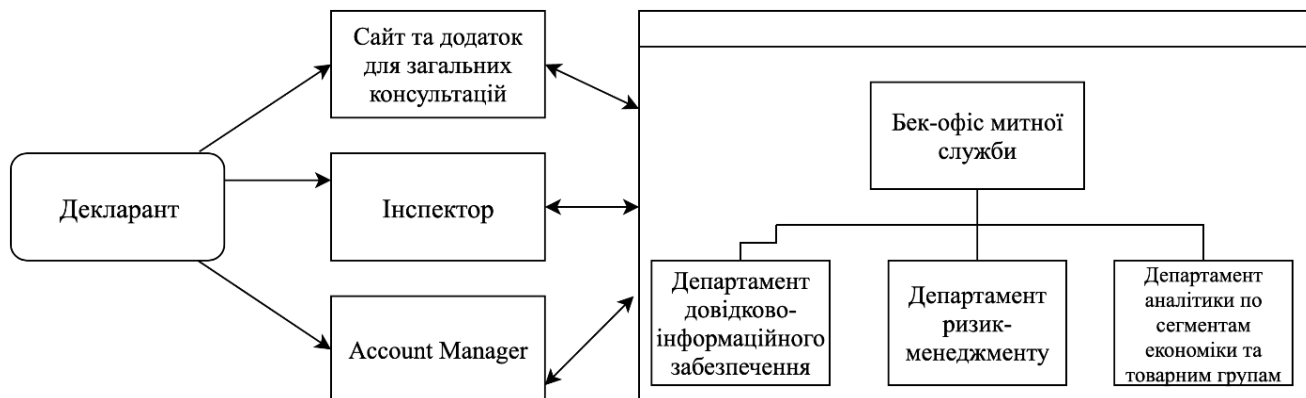 Сайт та додаток
для загальних
консультацій
Декларант
Інспектор
Account Manager
Бек-офіс митної
служби
Департамент
довідково-
інформаційного
забезпечення
Департамент
ризик-
менеджменту
Департамент
аналітики по
сегментам
економіки та
товарним групам